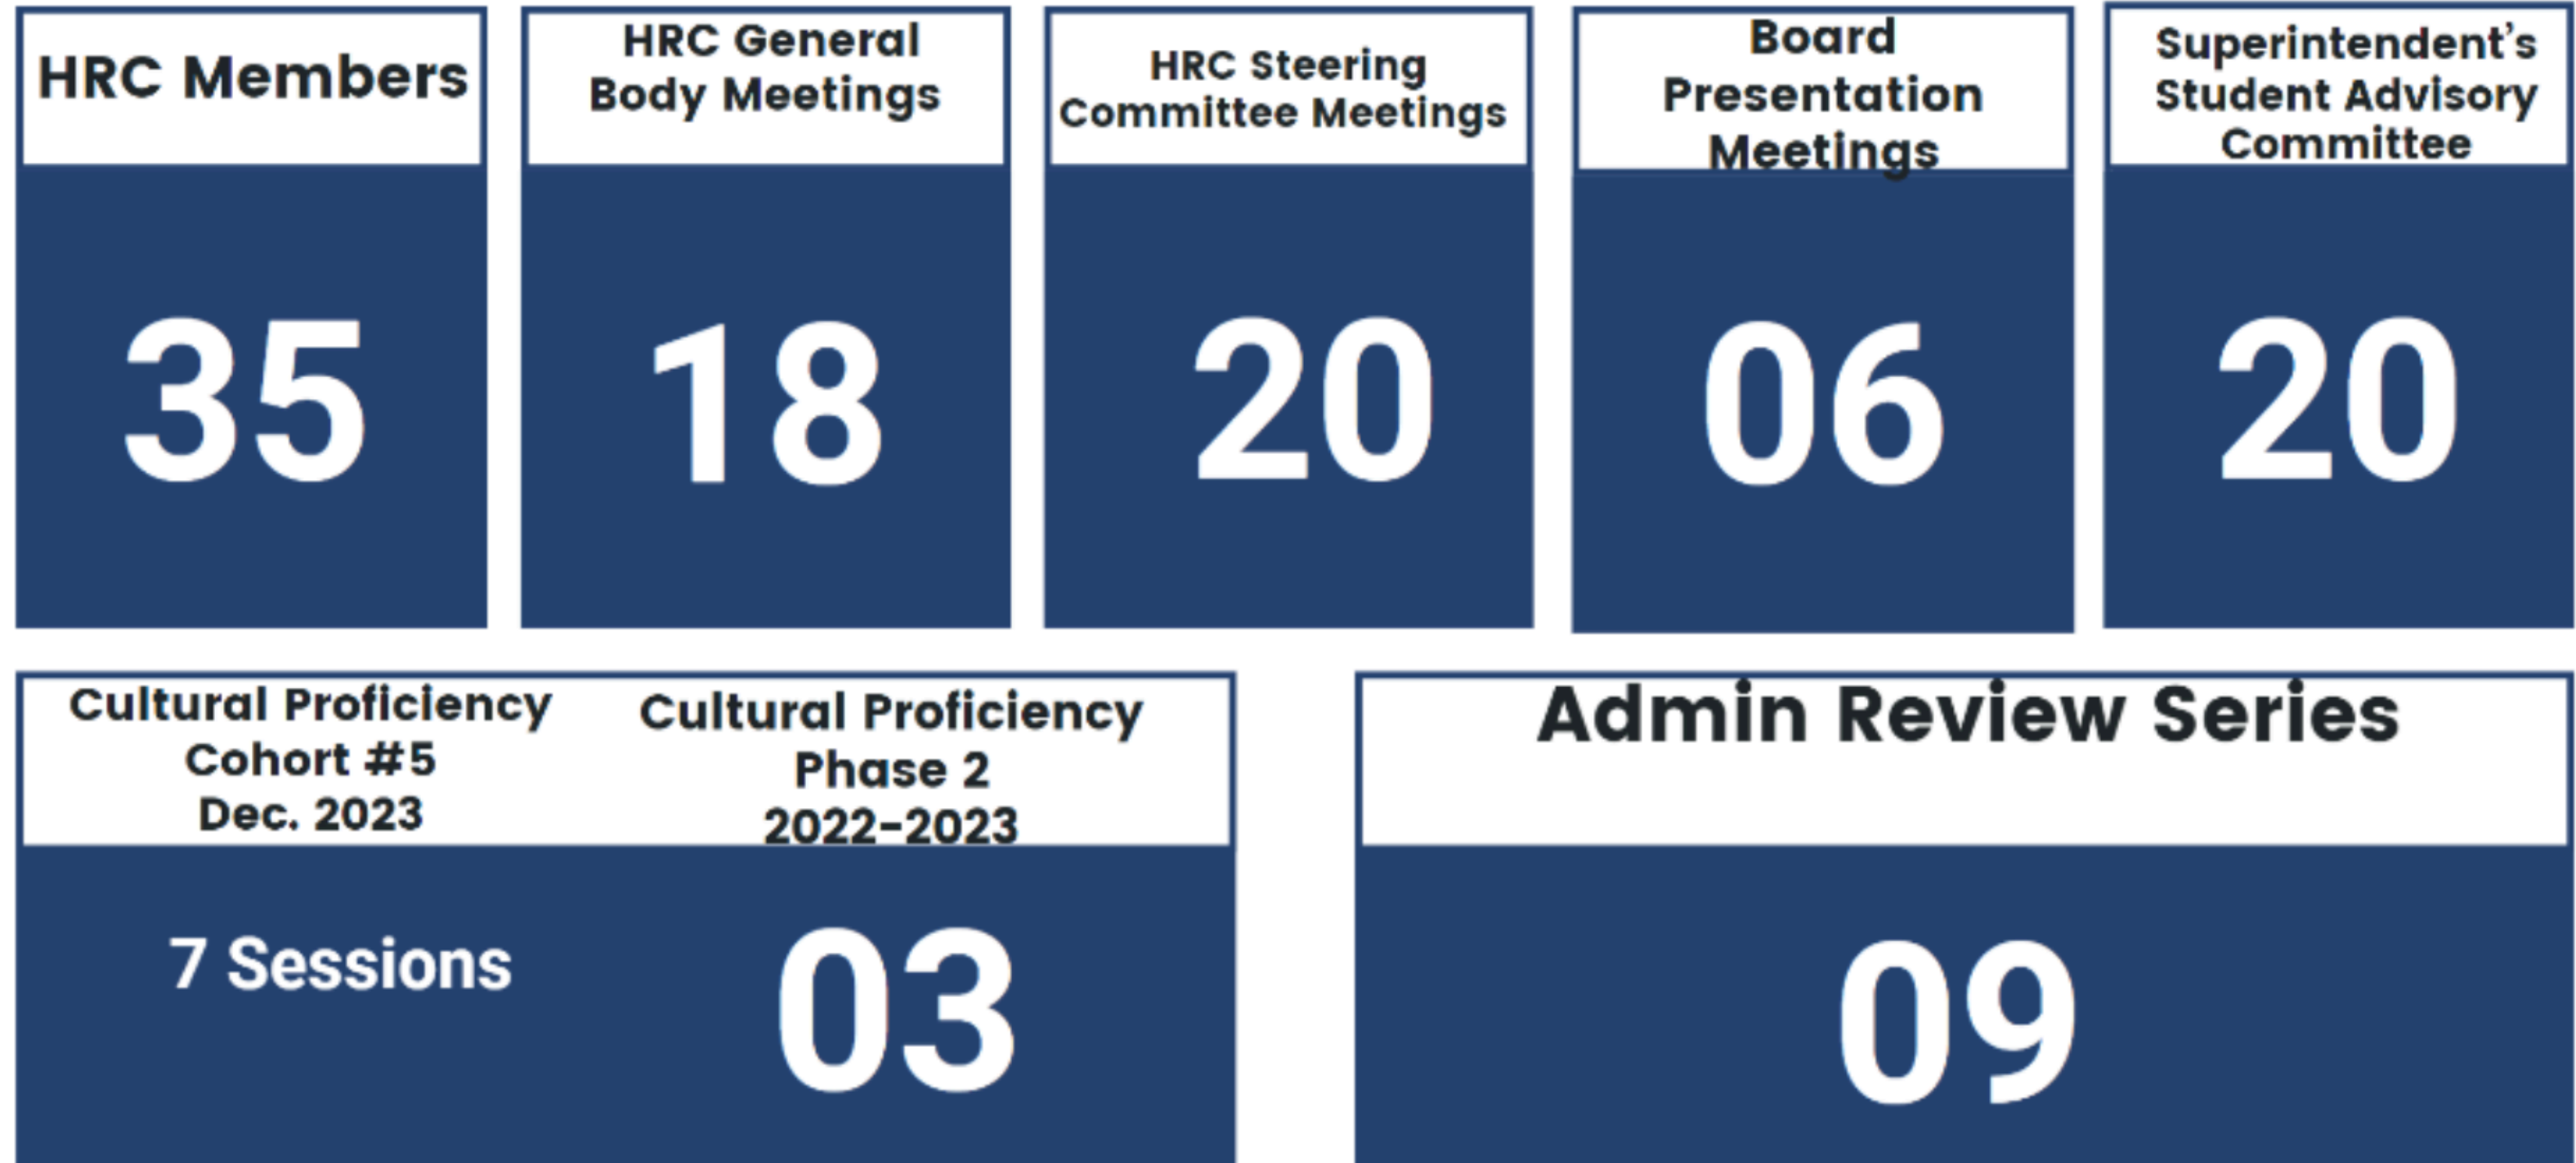 HRC Members
35
HRC General
Body Meetings
18
HRC Steering
Committee Meetings
20
Board
Presentation
Meetings
06
Superintendent's
Student Advisory
Committee
20
Cultural Proficiency
Cohort #5
Dec. 2023
7 Sessions
Cultural Proficiency
Phase 2
2022-2023
03
Admin Review Series
09